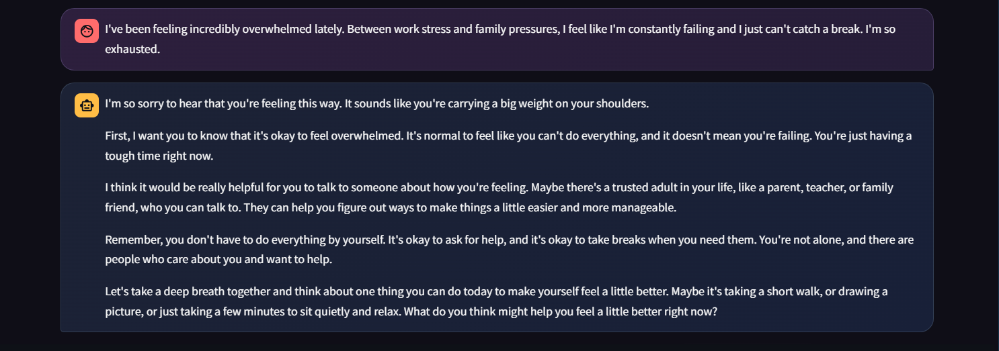 I've been feeling incredibly overwhelmed lately. Between work stress and family pressures, I feel like I'm constantly failing and I just can't catch a break. I'm so
exhausted.
I'm so sorry to hear that you're feeling this way. It sounds like you're carrying a big weight on your shoulders.
First, I want you to know that it's okay to feel overwhelmed. It's normal to feel like you can't do everything, and it doesn't mean you're failing. You're just having a
tough time right now.
I think it would be really helpful for you to talk to someone about how you're feeling. Maybe there's a trusted adult in your life, like a parent, teacher, or family
friend, who you can talk to. They can help you figure out ways to make things a little easier and more manageable.
Remember, you don't have to do everything by yourself. It's okay to ask for help, and it's okay to take breaks when you need them. You're not alone, and there are
people who care about you and want to help.
Let's take a deep breath together and think about one thing you can do today to make yourself feel a little better. Maybe it's taking a short walk, or drawing a
picture, or just taking a few minutes to sit quietly and relax. What do you think might help you feel a little better right now?